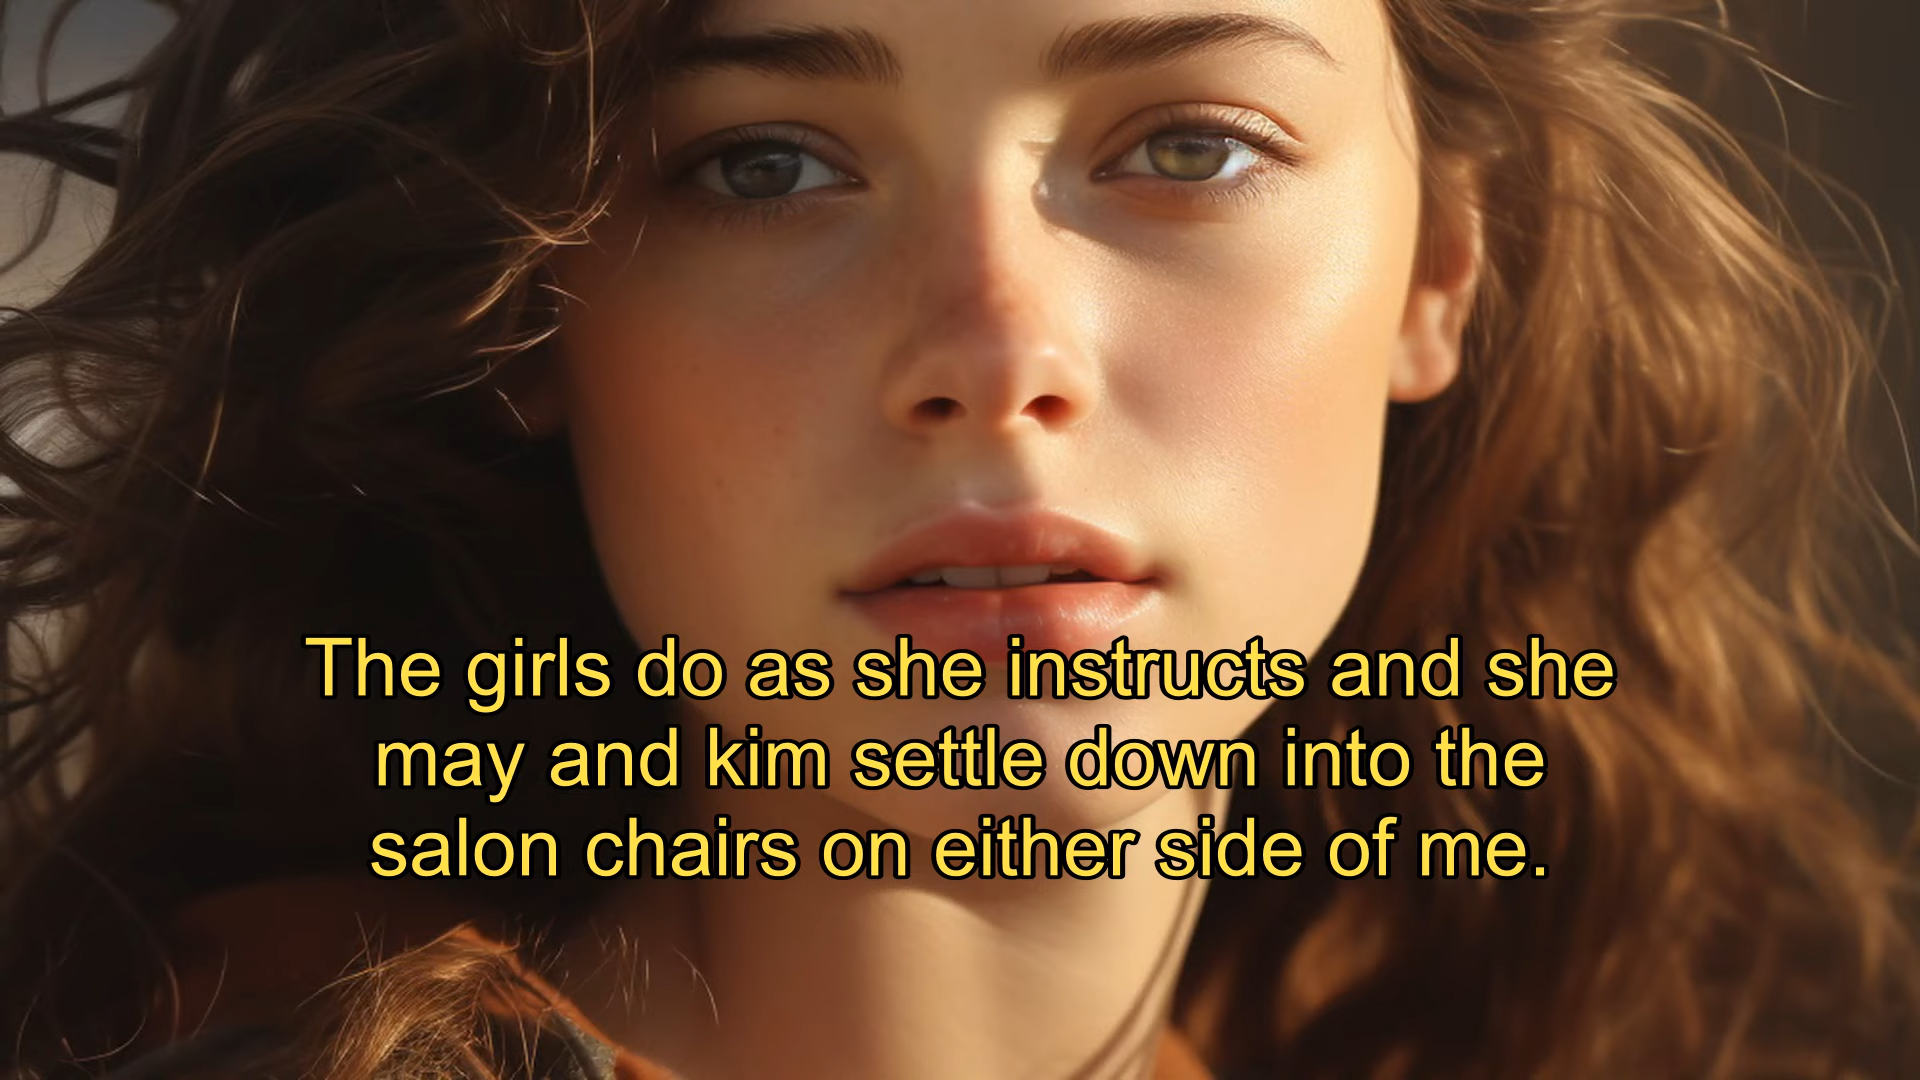 The girls do as she instructs and she
may and kim settle down into the
salon chairs on either side of me.